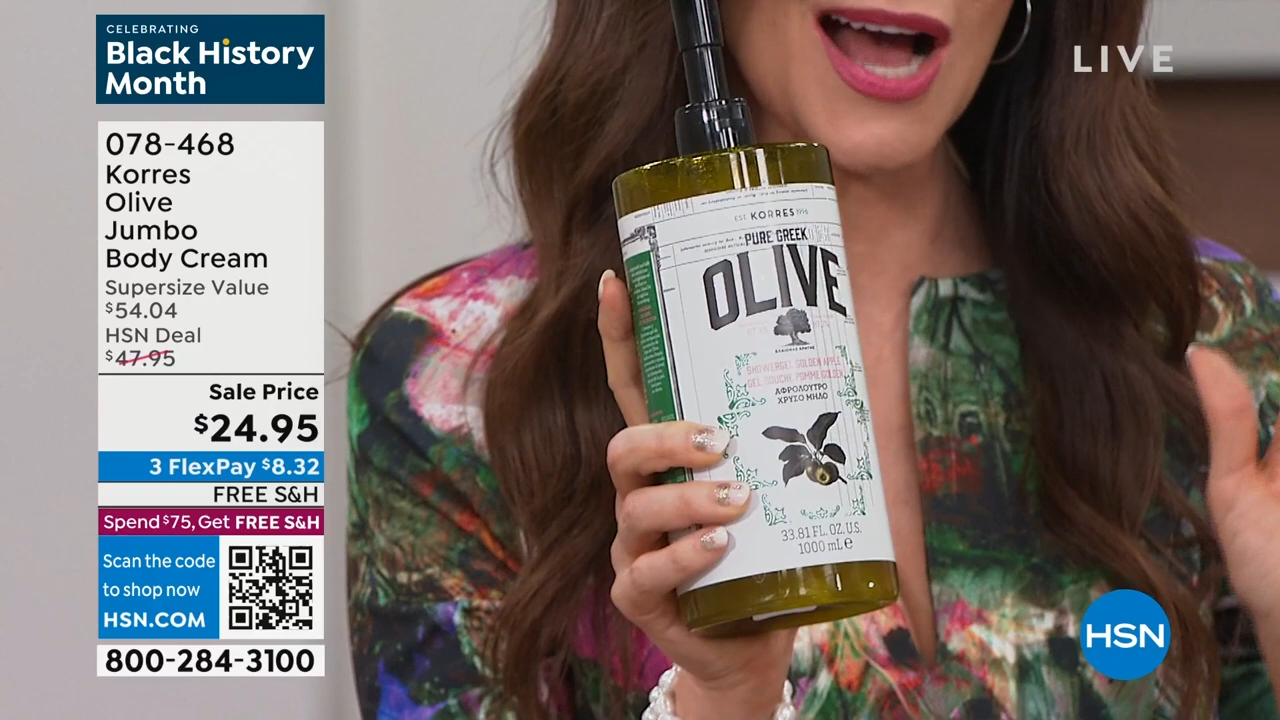 CELEBRATING
Black History
Month
078-468
Korres
Olive
Jumbo
Body Cream
Supersize Value
$54.04
HSN Deal
$47.95
Sale Price
$24.95
3 FlexPay $8.32
FREE S&H
Spend $75, Get FREE S&H
Scan the code
to shop now
HSN.COM
800-284-3100
LIVE
EST. KORRES 1996
PURE GREEK
OLIVE
SHOWERGEL GOLDEN APPLE
GEL DOUCHE POMME GOLDEN
ΑΦΡΟΛΟΥΤΡΟ
ΧΡΥΣΟ ΜΗΛΟ
33.81 FL. OZ. U.S.
1000 mL e
HSN